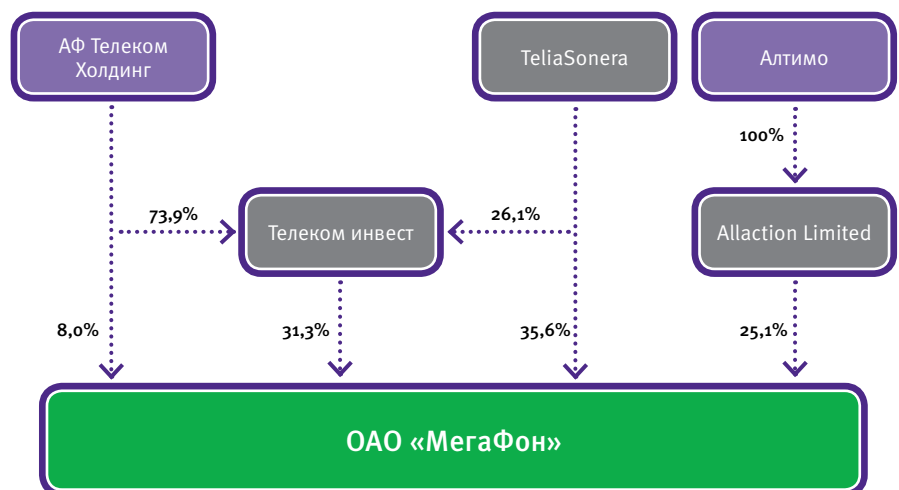 АФ Телеком
Холдинг
TeliaSonera
Алтимо
100%
73,9%
26,1%
Телеком инвест
Allaction Limited
8,0%
31,3%
35,6%
25,1%
ОАО «МегаФон»